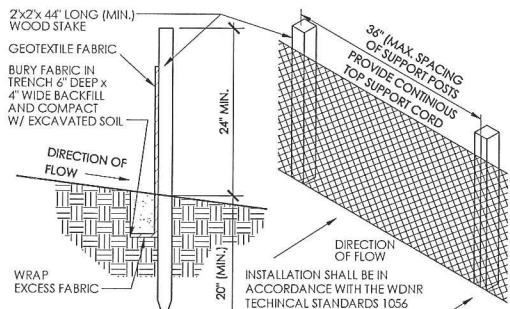 2'x2'x 44" LONG (MIN.)
WOOD STAKE
GEOTEXTILE FABRIC
BURY FABRIC IN
TRENCH 6" DEEP x
4" WIDE BACKFILL
AND COMPACT
W/ EXCAVATED SOIL
DIRECTION OF
FLOW
WRAP
EXCESS FABRIC
24" MIN.
20" (MIN.)
36" (MAX. SPACING
OF SUPPORT POSTS
PROVIDE CONTINIOUS
TOP SUPPORT CORD
DIRECTION
OF FLOW
INSTALLATION SHALL BE IN
ACCORDANCE WITH THE WDNR
TECHINCAL STANDARDS 1056